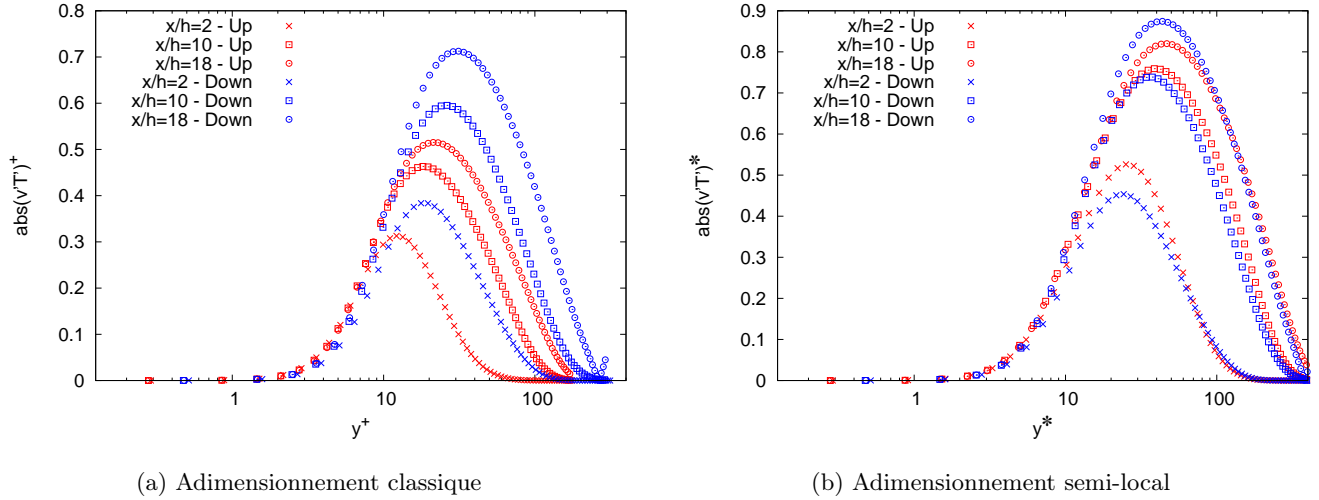 x/h=2 - Up
x/h=10 - Up
x/h=18 - Up
x/h=2 - Down
x/h=10 - Down
x/h=18 - Down
0.8
0.7
0.6
0.5
0.4
0.3
0.2
0.1
0
abs(v'T')+
1 10 100
y+
(a) Adimensionnement classique
x/h=2 - Up
x/h=10 - Up
x/h=18 - Up
x/h=2 - Down
x/h=10 - Down
x/h=18 - Down
0.9
0.8
0.7
0.6
0.5
0.4
0.3
0.2
0.1
0
abs(v'T')*
1 10 100
y*
(b) Adimensionnement semi-local